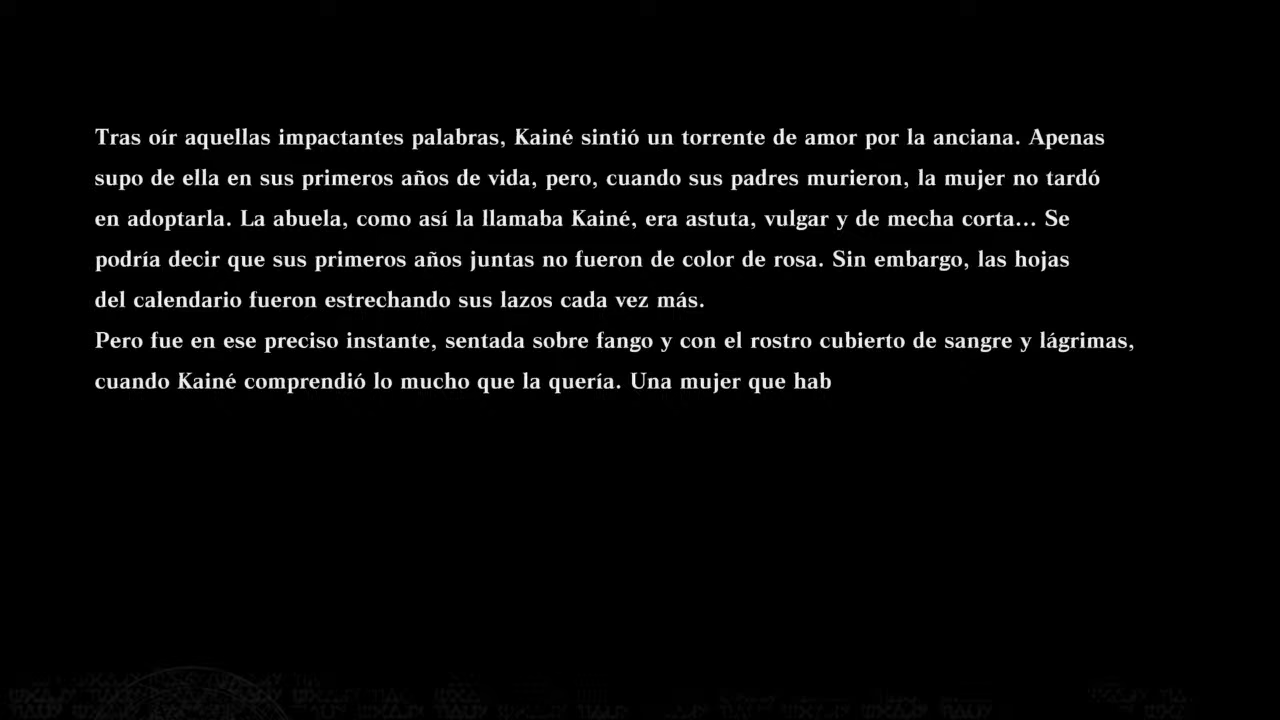 Tras oír aquellas impactantes palabras, Kainé sintió un torrente de amor por la anciana. Apenas
supo de ella en sus primeros años de vida, pero, cuando sus padres murieron, la mujer no tardó
en adoptarla. La abuela, como así la llamaba Kainé, era astuta, vulgar y de mecha corta... Se
podría decir que sus primeros años juntas no fueron de color de rosa. Sin embargo, las hojas
del calendario fueron estrechando sus lazos cada vez más.
Pero fue en ese preciso instante, sentada sobre fango y con el rostro cubierto de sangre y lágrimas,
cuando Kainé comprendió lo mucho que la quería. Una mujer que hab